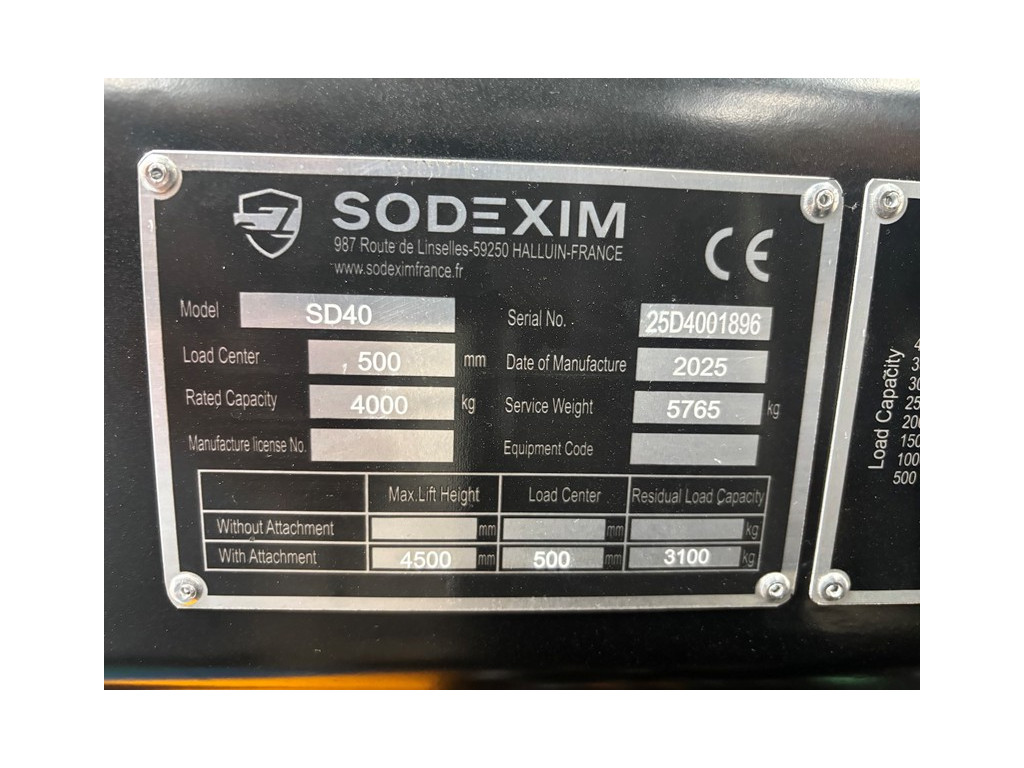 SODEXIM
987 Route de Linselles-59250 HALLUIN-FRANCE
www.sodeximfrance.fr
CE
Model SD40 Serial No. 25D4001896
Load Center 500 mm Date of Manufacture 2025
Rated Capacity 4000 kg Service Weight 5765 kg
Manufacture license No. Equipment Code
Max.Lift Height Load Center Residual Load Capacity
Without Attachment mm mm kg
With Attachment 4500 mm 500 mm 3100 kg
Load Capacity
500